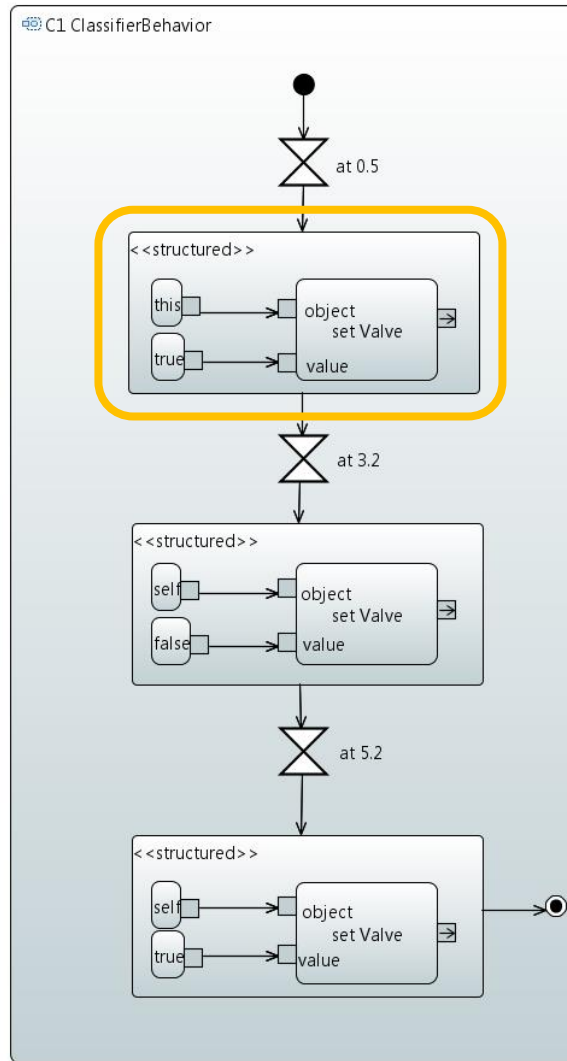 C1 ClassifierBehavior
at 0.5
<<structured>>
this
object
set Valve
true
value
at 3.2
<<structured>>
self
object
set Valve
false
value
at 5.2
<<structured>>
self
object
set Valve
true
value